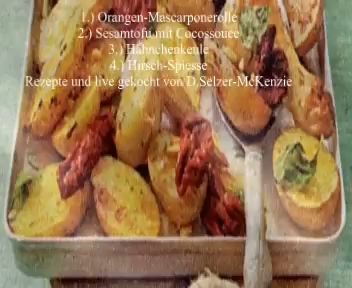 1.) Orangen-Mascarponerolle
2.) Sesamtofu mit Cocossouce
3.) Hähnchenkeule
4.) Hirsch-Spiesse
Rezepte und live gekocht von D.Selzer-McKenzie